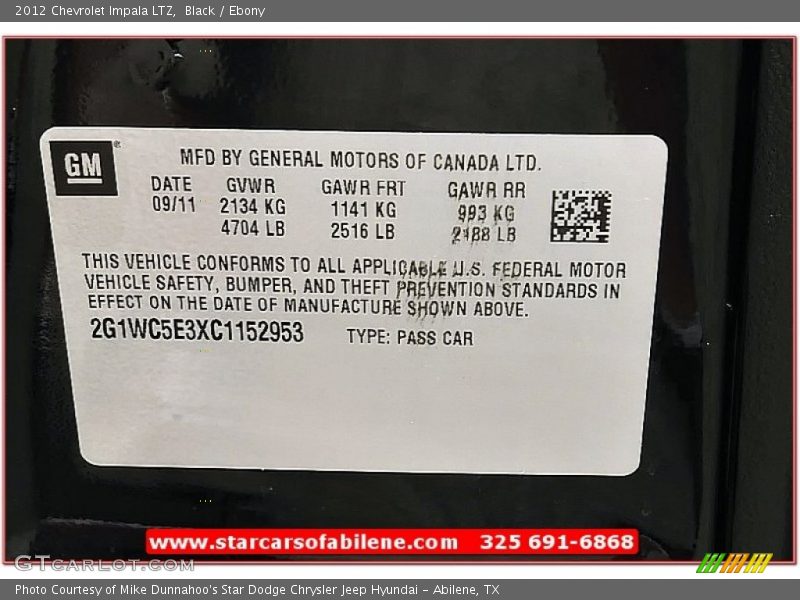 2012 Chevrolet Impala LTZ, Black / Ebony
GM ®
MFD BY GENERAL MOTORS OF CANADA LTD.
DATE GVWR GAWR FRT GAWR RR
09/11 2134 KG 1141 KG 993 KG
4704 LB 2516 LB 2188 LB
THIS VEHICLE CONFORMS TO ALL APPLICABLE U.S. FEDERAL MOTOR
VEHICLE SAFETY, BUMPER, AND THEFT PREVENTION STANDARDS IN
EFFECT ON THE DATE OF MANUFACTURE SHOWN ABOVE.
2G1WC5E3XC1152953 TYPE: PASS CAR
www.starcarsofabilene.com 325 691-6868
GTcarlot.com
Photo Courtesy of Mike Dunnahoo's Star Dodge Chrysler Jeep Hyundai - Abilene, TX